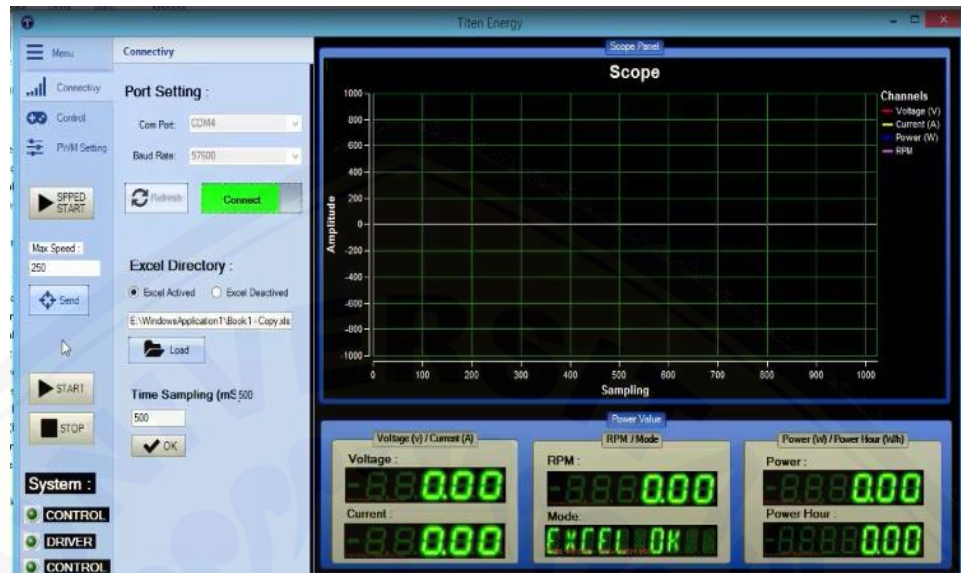 Titen Energy
Menu
Connectivy
Control
PWM Setting
SPPED
START
Max Speed :
250
Send
START
STOP
System :
CONTROL
DRIVER
CONTROL
Connectivy
Port Setting :
Com Port:
COM4
Baud Rate:
57600
Refresh
Connect
Excel Directory :
Excel Actived
Excel Deactived
E:\WindowsApplication1\Book1 - Copy.xls
Load
Time Sampling (mS
500
500
OK
Scope Panel
Scope
Amplitude
1000
800
600
400
200
0
-200
-400
-600
-800
-1000
0 100 200 300 400 500 600 700 800 900 1000
Sampling
Channels
Voltage (V)
Current (A)
Power (W)
RPM
Power Value
Voltage (v) / Current (A)
Voltage :
0.00
Current :
0.00
RPM / Mode
RPM :
0.00
Mode:
EXCEL OK
Power (W) / Power Hour (W/h)
Power :
0.00
Power Hour :
0.00